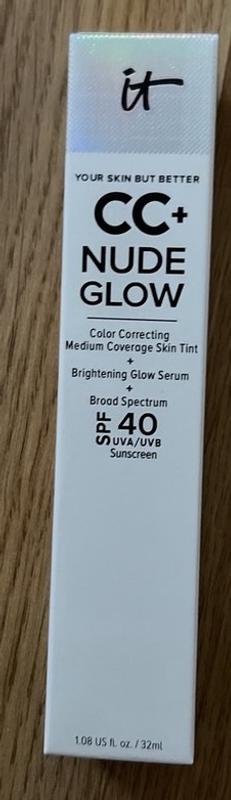 it
YOUR SKIN BUT BETTER
CC+
NUDE
GLOW
Color Correcting
Medium Coverage Skin Tint
+
Brightening Glow Serum
+
Broad Spectrum
SPF 40
UVA/UVB
Sunscreen
1.08 US fl. oz. / 32ml